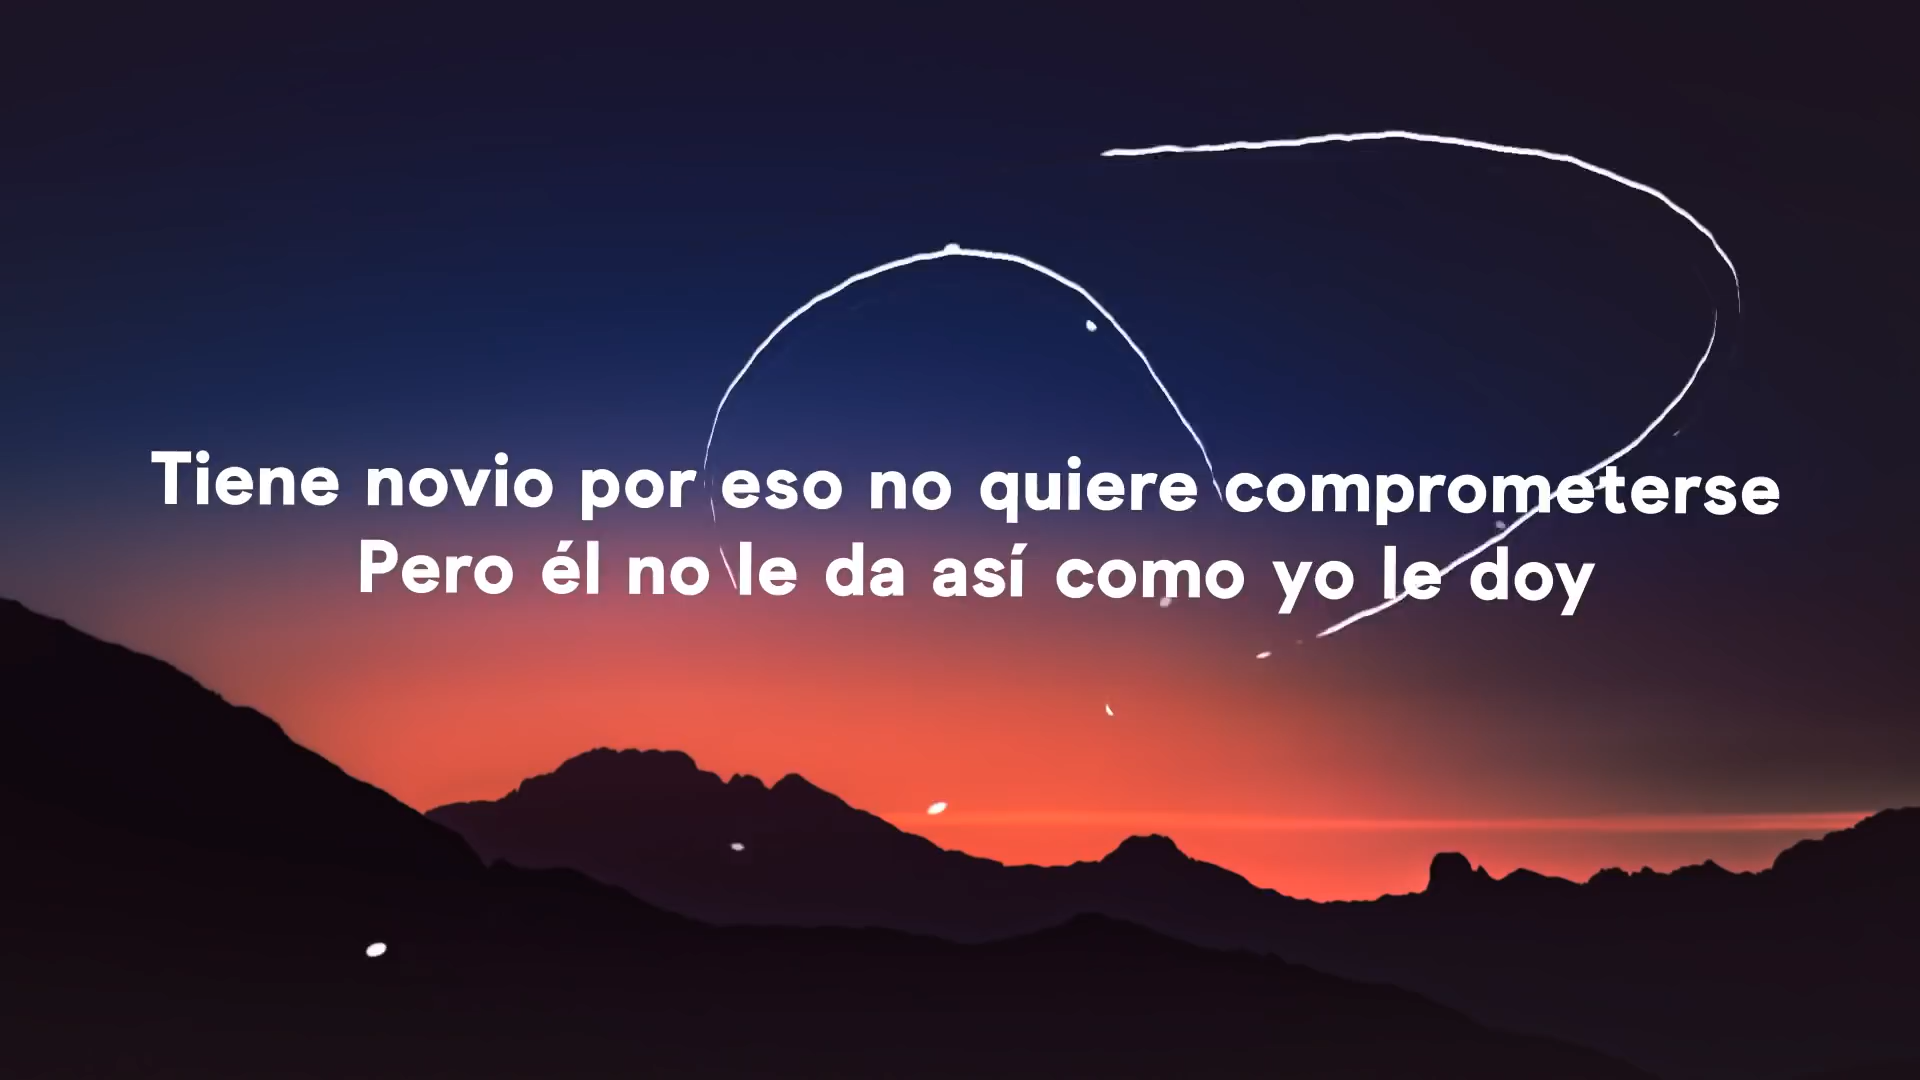 Tiene novio por eso no quiere comprometerse
Pero él no le da así como yo le doy